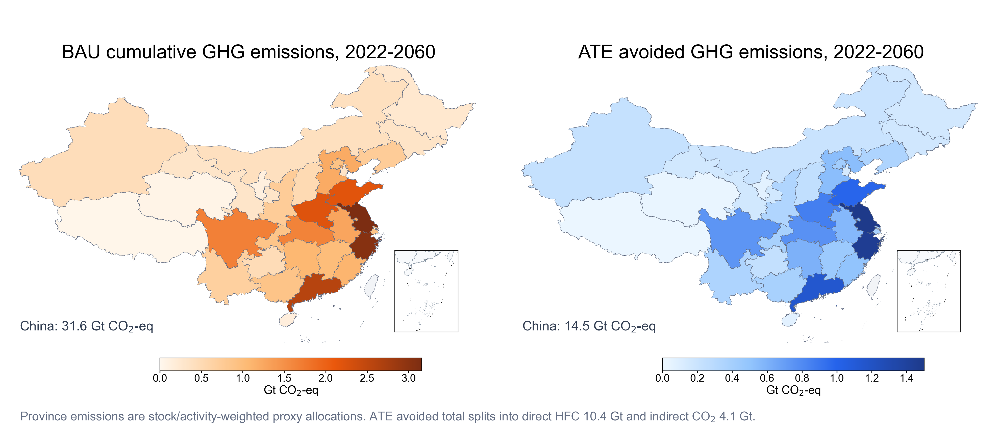 BAU cumulative GHG emissions, 2022-2060
ATE avoided GHG emissions, 2022-2060
China: 31.6 Gt CO₂-eq
China: 14.5 Gt CO₂-eq
0.0 0.5 1.0 1.5 2.0 2.5 3.0
Gt CO₂-eq
0.0 0.2 0.4 0.6 0.8 1.0 1.2 1.4
Gt CO₂-eq
Province emissions are stock/activity-weighted proxy allocations. ATE avoided total splits into direct HFC 10.4 Gt and indirect CO₂ 4.1 Gt.